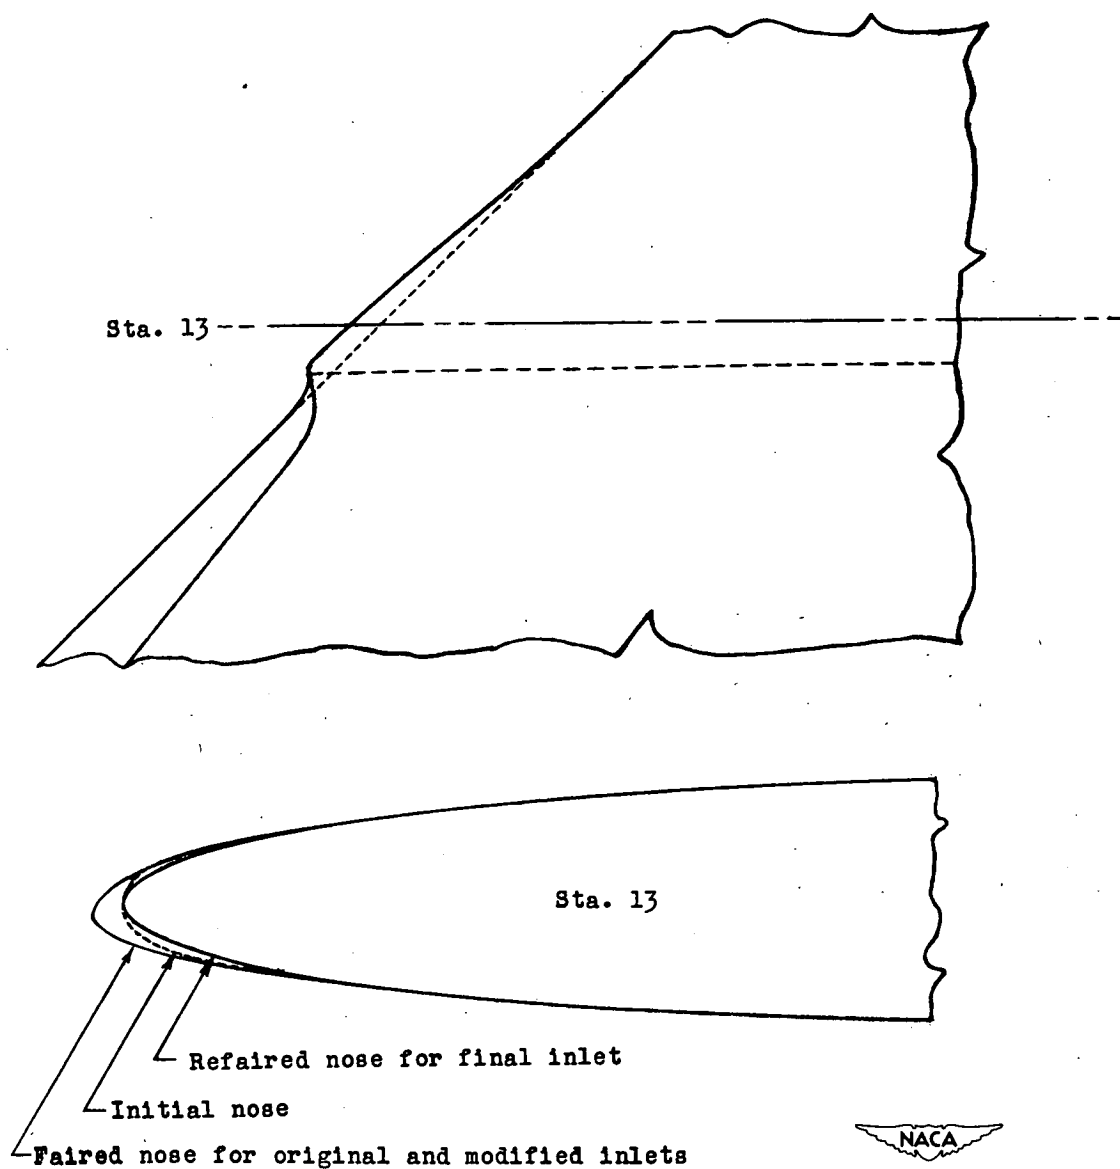 Sta. 13
Sta. 13
Refaired nose for final inlet
Initial nose
Faired nose for original and modified inlets
NACA